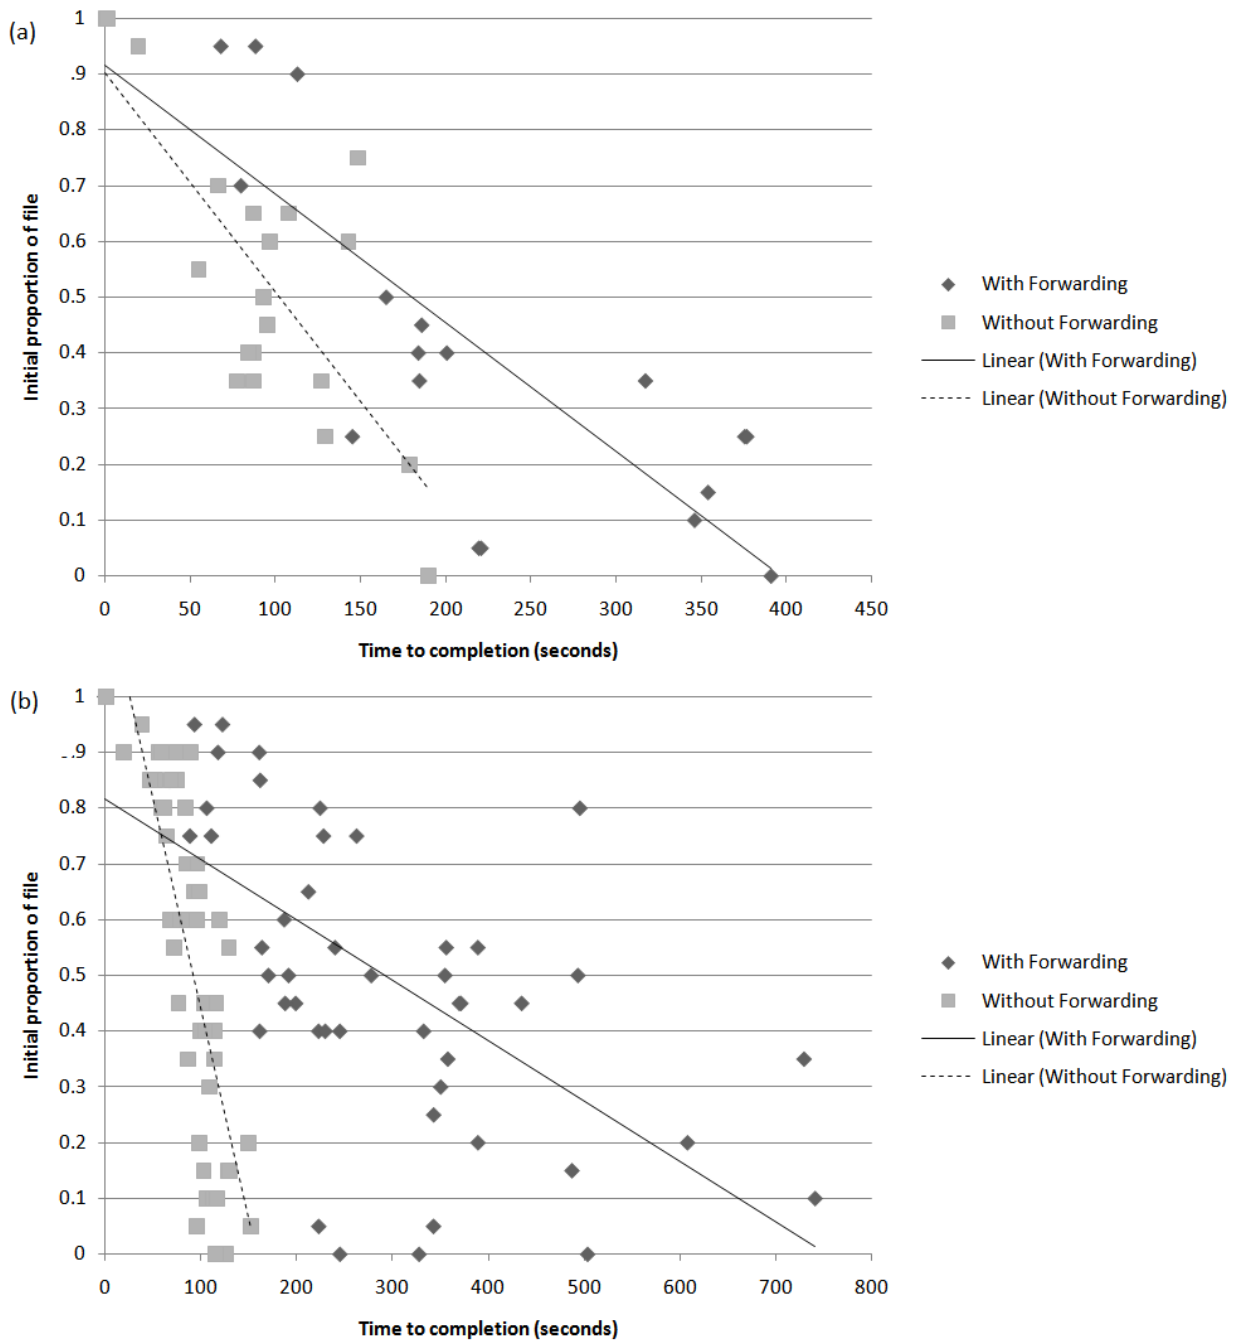 (a)
1
.9
0.8
0.7
0.6
0.5
0.4
0.3
0.2
0.1
0
Initial proportion of file
0 50 100 150 200 250 300 350 400 450
Time to completion (seconds)
With Forwarding
Without Forwarding
Linear (With Forwarding)
Linear (Without Forwarding)
(b)
1
.9
0.8
0.7
0.6
0.5
0.4
0.3
0.2
0.1
0
Initial proportion of file
0 100 200 300 400 500 600 700 800
Time to completion (seconds)
With Forwarding
Without Forwarding
Linear (With Forwarding)
Linear (Without Forwarding)